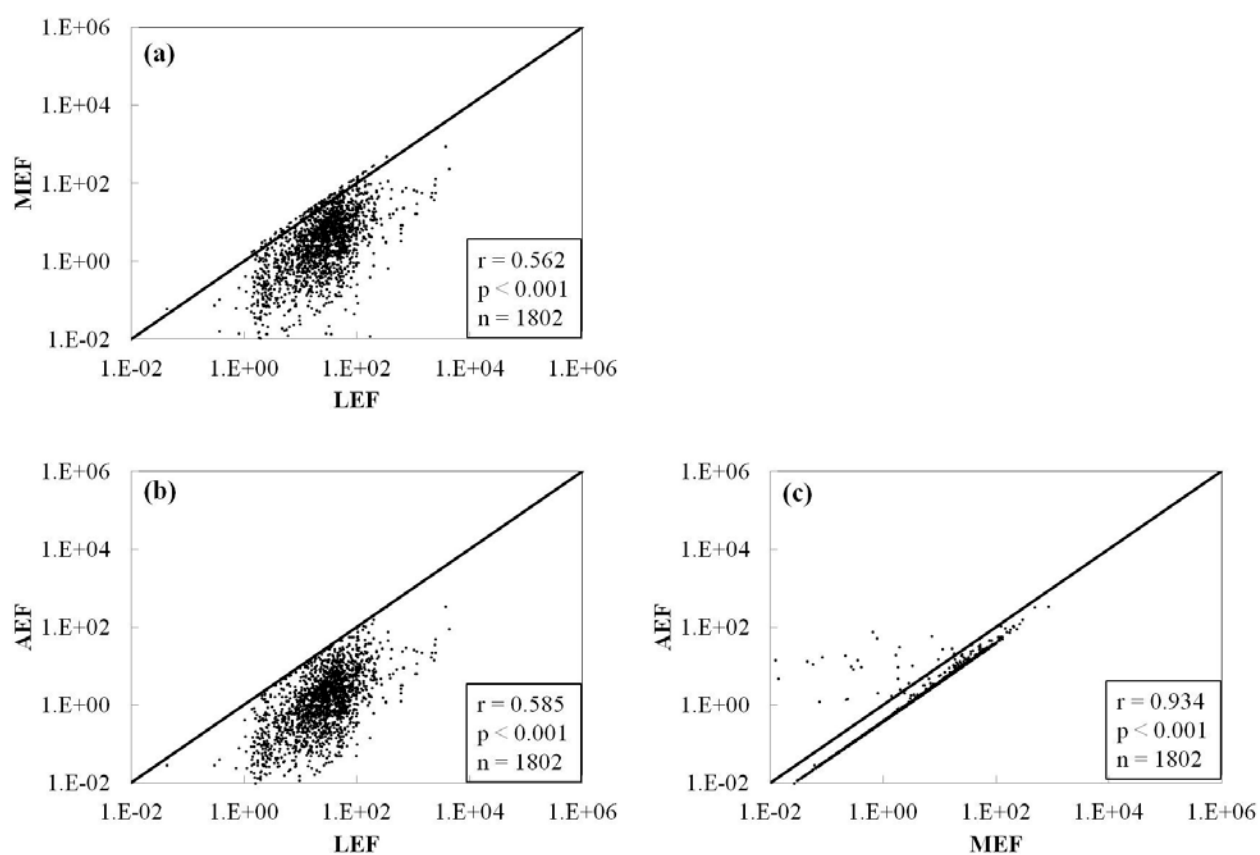 (a)
1.E+06
1.E+04
1.E+02
1.E+00
1.E-02
MEF
1.E-02 1.E+00 1.E+02 1.E+04 1.E+06
LEF
r = 0.562
p < 0.001
n = 1802
(b)
1.E+06
1.E+04
1.E+02
1.E+00
1.E-02
AEF
1.E-02 1.E+00 1.E+02 1.E+04 1.E+06
LEF
r = 0.585
p < 0.001
n = 1802
(c)
1.E+06
1.E+04
1.E+02
1.E+00
1.E-02
AEF
1.E-02 1.E+00 1.E+02 1.E+04 1.E+06
MEF
r = 0.934
p < 0.001
n = 1802